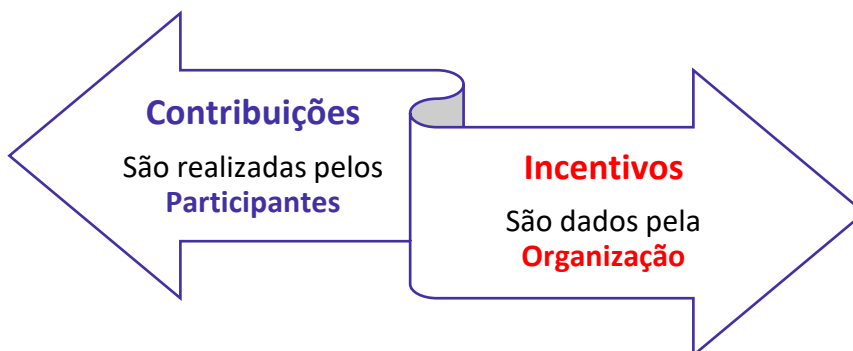 Contribuições
São realizadas pelos
Participantes
Incentivos
São dados pela
Organização